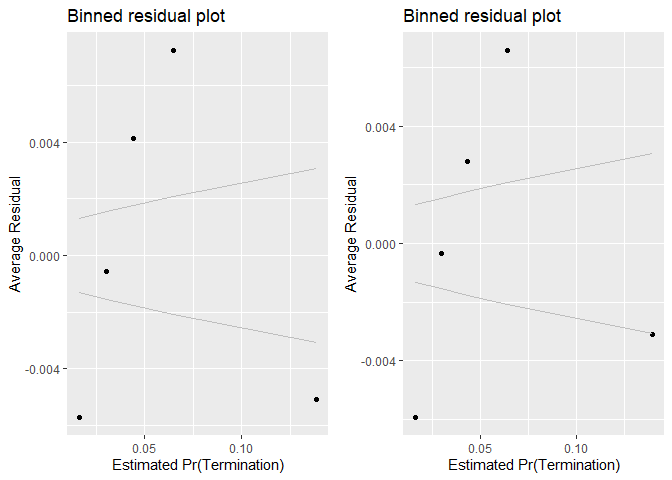 Binned residual plot
Average Residual
0.004
0.000
-0.004
0.05
0.10
Estimated Pr(Termination)
Binned residual plot
Average Residual
0.004
0.000
-0.004
0.05
0.10
Estimated Pr(Termination)